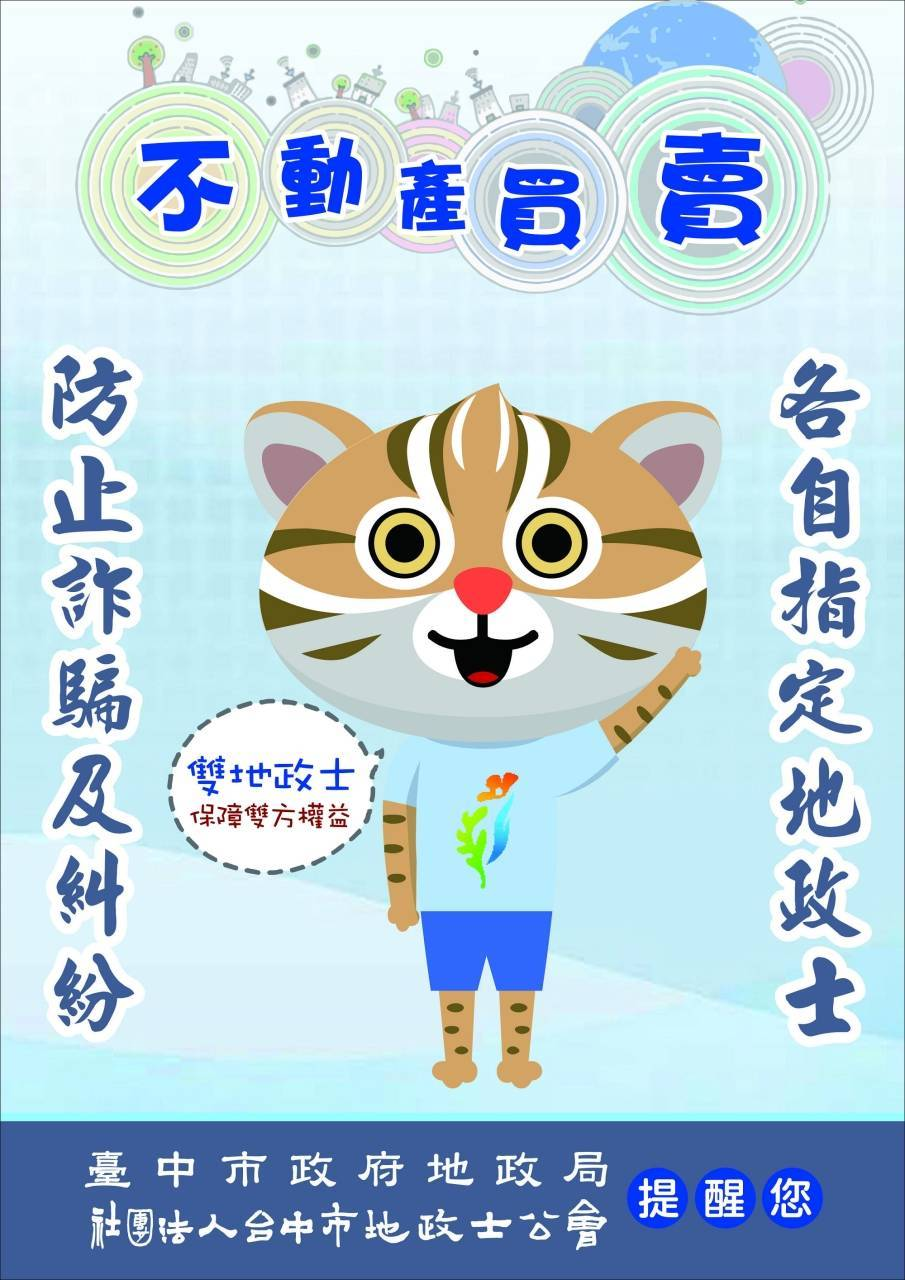 不動產買賣
各自指定地政士
防止詐騙及糾紛
雙地政士
保障雙方權益
臺中市政府地政局
社團法人台中市地政士公會
提醒您